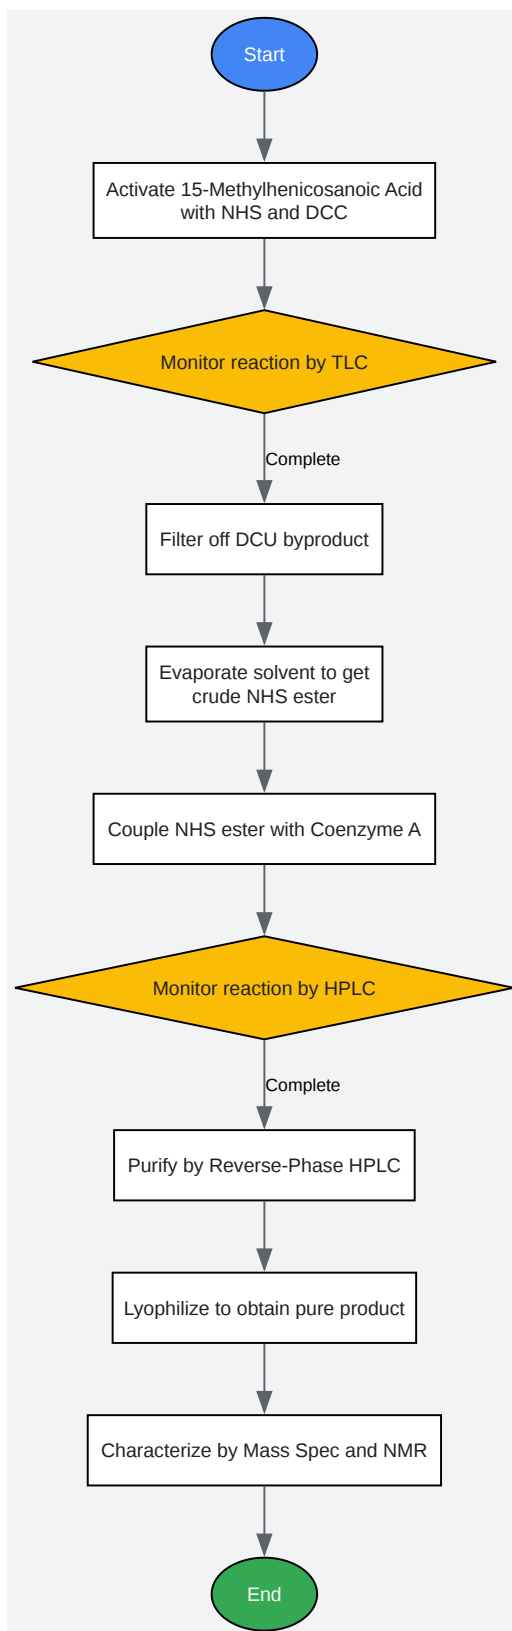 Start
Activate 15-Methylhenicosanoic Acid
with NHS and DCC
Monitor reaction by TLC
Complete
Filter off DCU byproduct
Evaporate solvent to get
crude NHS ester
Couple NHS ester with Coenzyme A
Monitor reaction by HPLC
Complete
Purify by Reverse-Phase HPLC
Lyophilize to obtain pure product
Characterize by Mass Spec and NMR
End